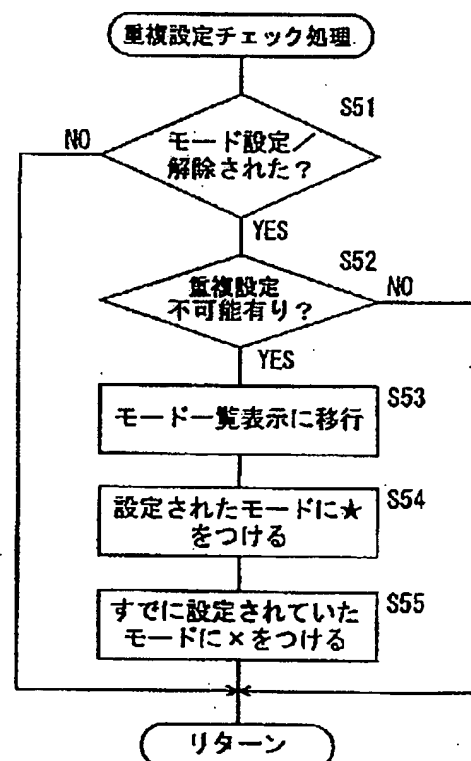 重複設定チェック処理
S51
NO
モード設定／
解除された？
YES
S52
重複設定
不可能有り？
NO
YES
S53
モード一覧表示に移行
S54
設定されたモードに★
をつける
S55
すでに設定されていた
モードに×をつける
リターン